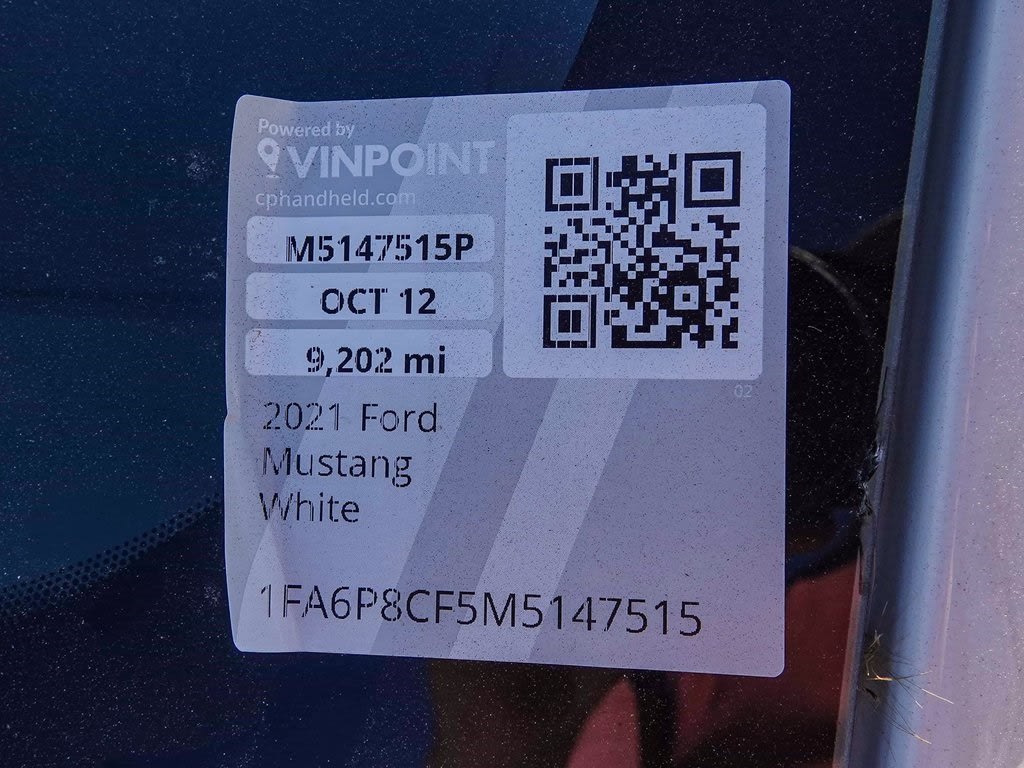 Powered by
VINPOINT
cphandheld.com
M5147515P
OCT 12
9,202 mi
02
2021 Ford
Mustang
White
1FA6P8CF5M5147515